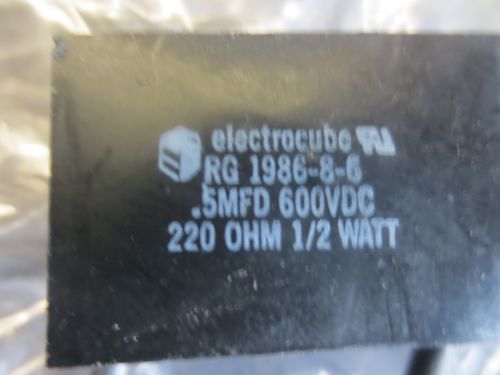 electrocube
RG 1986-8-6
.5MFD 600VDC
220 OHM 1/2 WATT